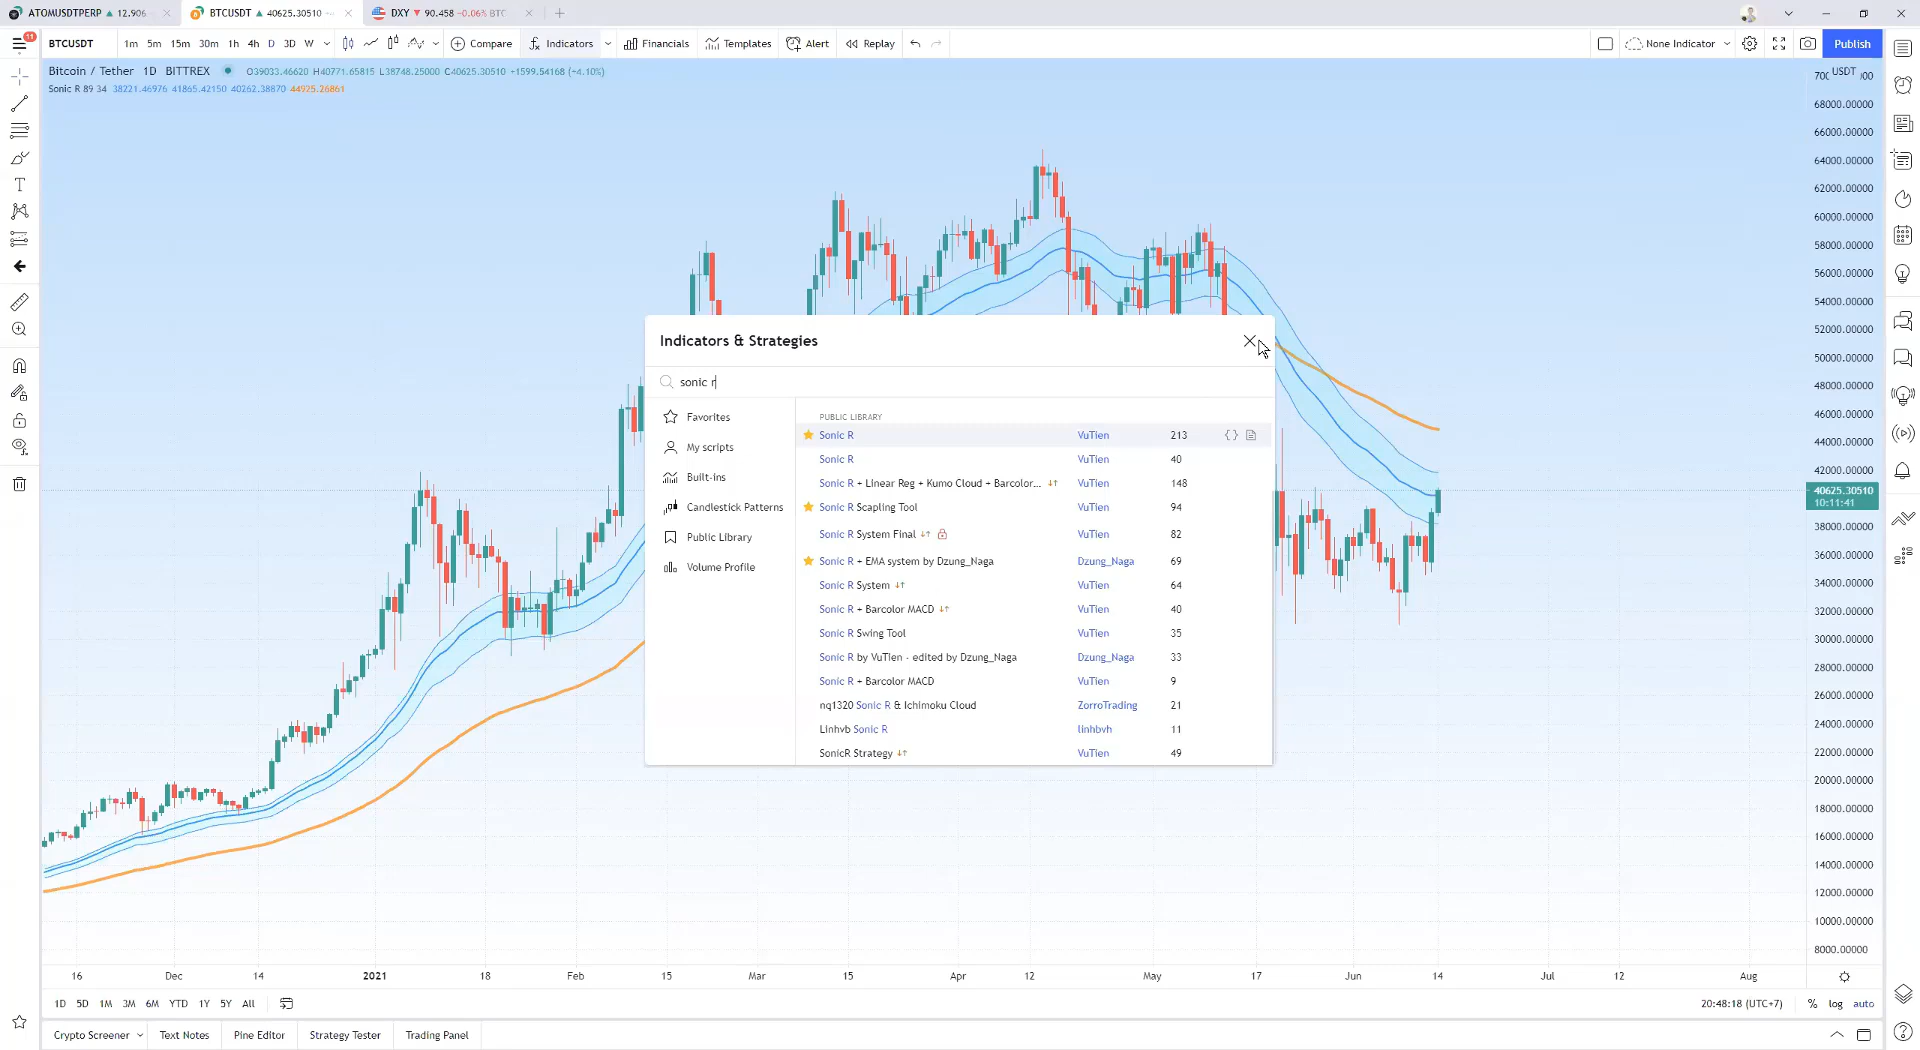 ATOMUSDTPERP ▲ 12.906
BTCUSDT ▲ 40625.30510
DXY ▼ 90.458 −0.06% BTC
11
BTCUSDT 1m 5m 15m 30m 1h 4h D 3D W Compare Indicators Financials Templates Alert Replay None Indicator Publish
Bitcoin / Tether 1D BITTREX O39033.46620 H40771.65815 L38748.25000 C40625.30510 +1599.54168 (+4.10%)
Sonic R 89 34 38221.46976 41865.42150 40262.38870 44925.26861
USDT
68000.00000
66000.00000
64000.00000
62000.00000
60000.00000
58000.00000
56000.00000
54000.00000
52000.00000
50000.00000
48000.00000
46000.00000
44000.00000
42000.00000
40625.30510
10:11:41
38000.00000
36000.00000
34000.00000
32000.00000
30000.00000
28000.00000
26000.00000
24000.00000
22000.00000
20000.00000
18000.00000
16000.00000
14000.00000
12000.00000
10000.00000
8000.00000
Indicators & Strategies
sonic r
Favorites
My scripts
Built-ins
Candlestick Patterns
Public Library
Volume Profile
PUBLIC LIBRARY
Sonic R VuTien 213
Sonic R VuTien 40
Sonic R + Linear Reg + Kumo Cloud + Barcolor... VuTien 148
Sonic R Scapling Tool VuTien 94
Sonic R System Final VuTien 82
Sonic R + EMA system by Dzung_Naga Dzung_Naga 69
Sonic R System VuTien 64
Sonic R + Barcolor MACD VuTien 40
Sonic R Swing Tool VuTien 35
Sonic R by VuTien - edited by Dzung_Naga Dzung_Naga 33
Sonic R + Barcolor MACD VuTien 9
nq1320 Sonic R & Ichimoku Cloud ZorroTrading 21
Linhvb Sonic R linhbvh 11
SonicR Strategy VuTien 49
16 Dec 14 2021 18 Feb 15 Mar 15 Apr 12 May 17 Jun 14 Jul 12 Aug
1D 5D 1M 3M 6M YTD 1Y 5Y All 20:48:18 (UTC+7) % log auto
Crypto Screener Text Notes Pine Editor Strategy Tester Trading Panel